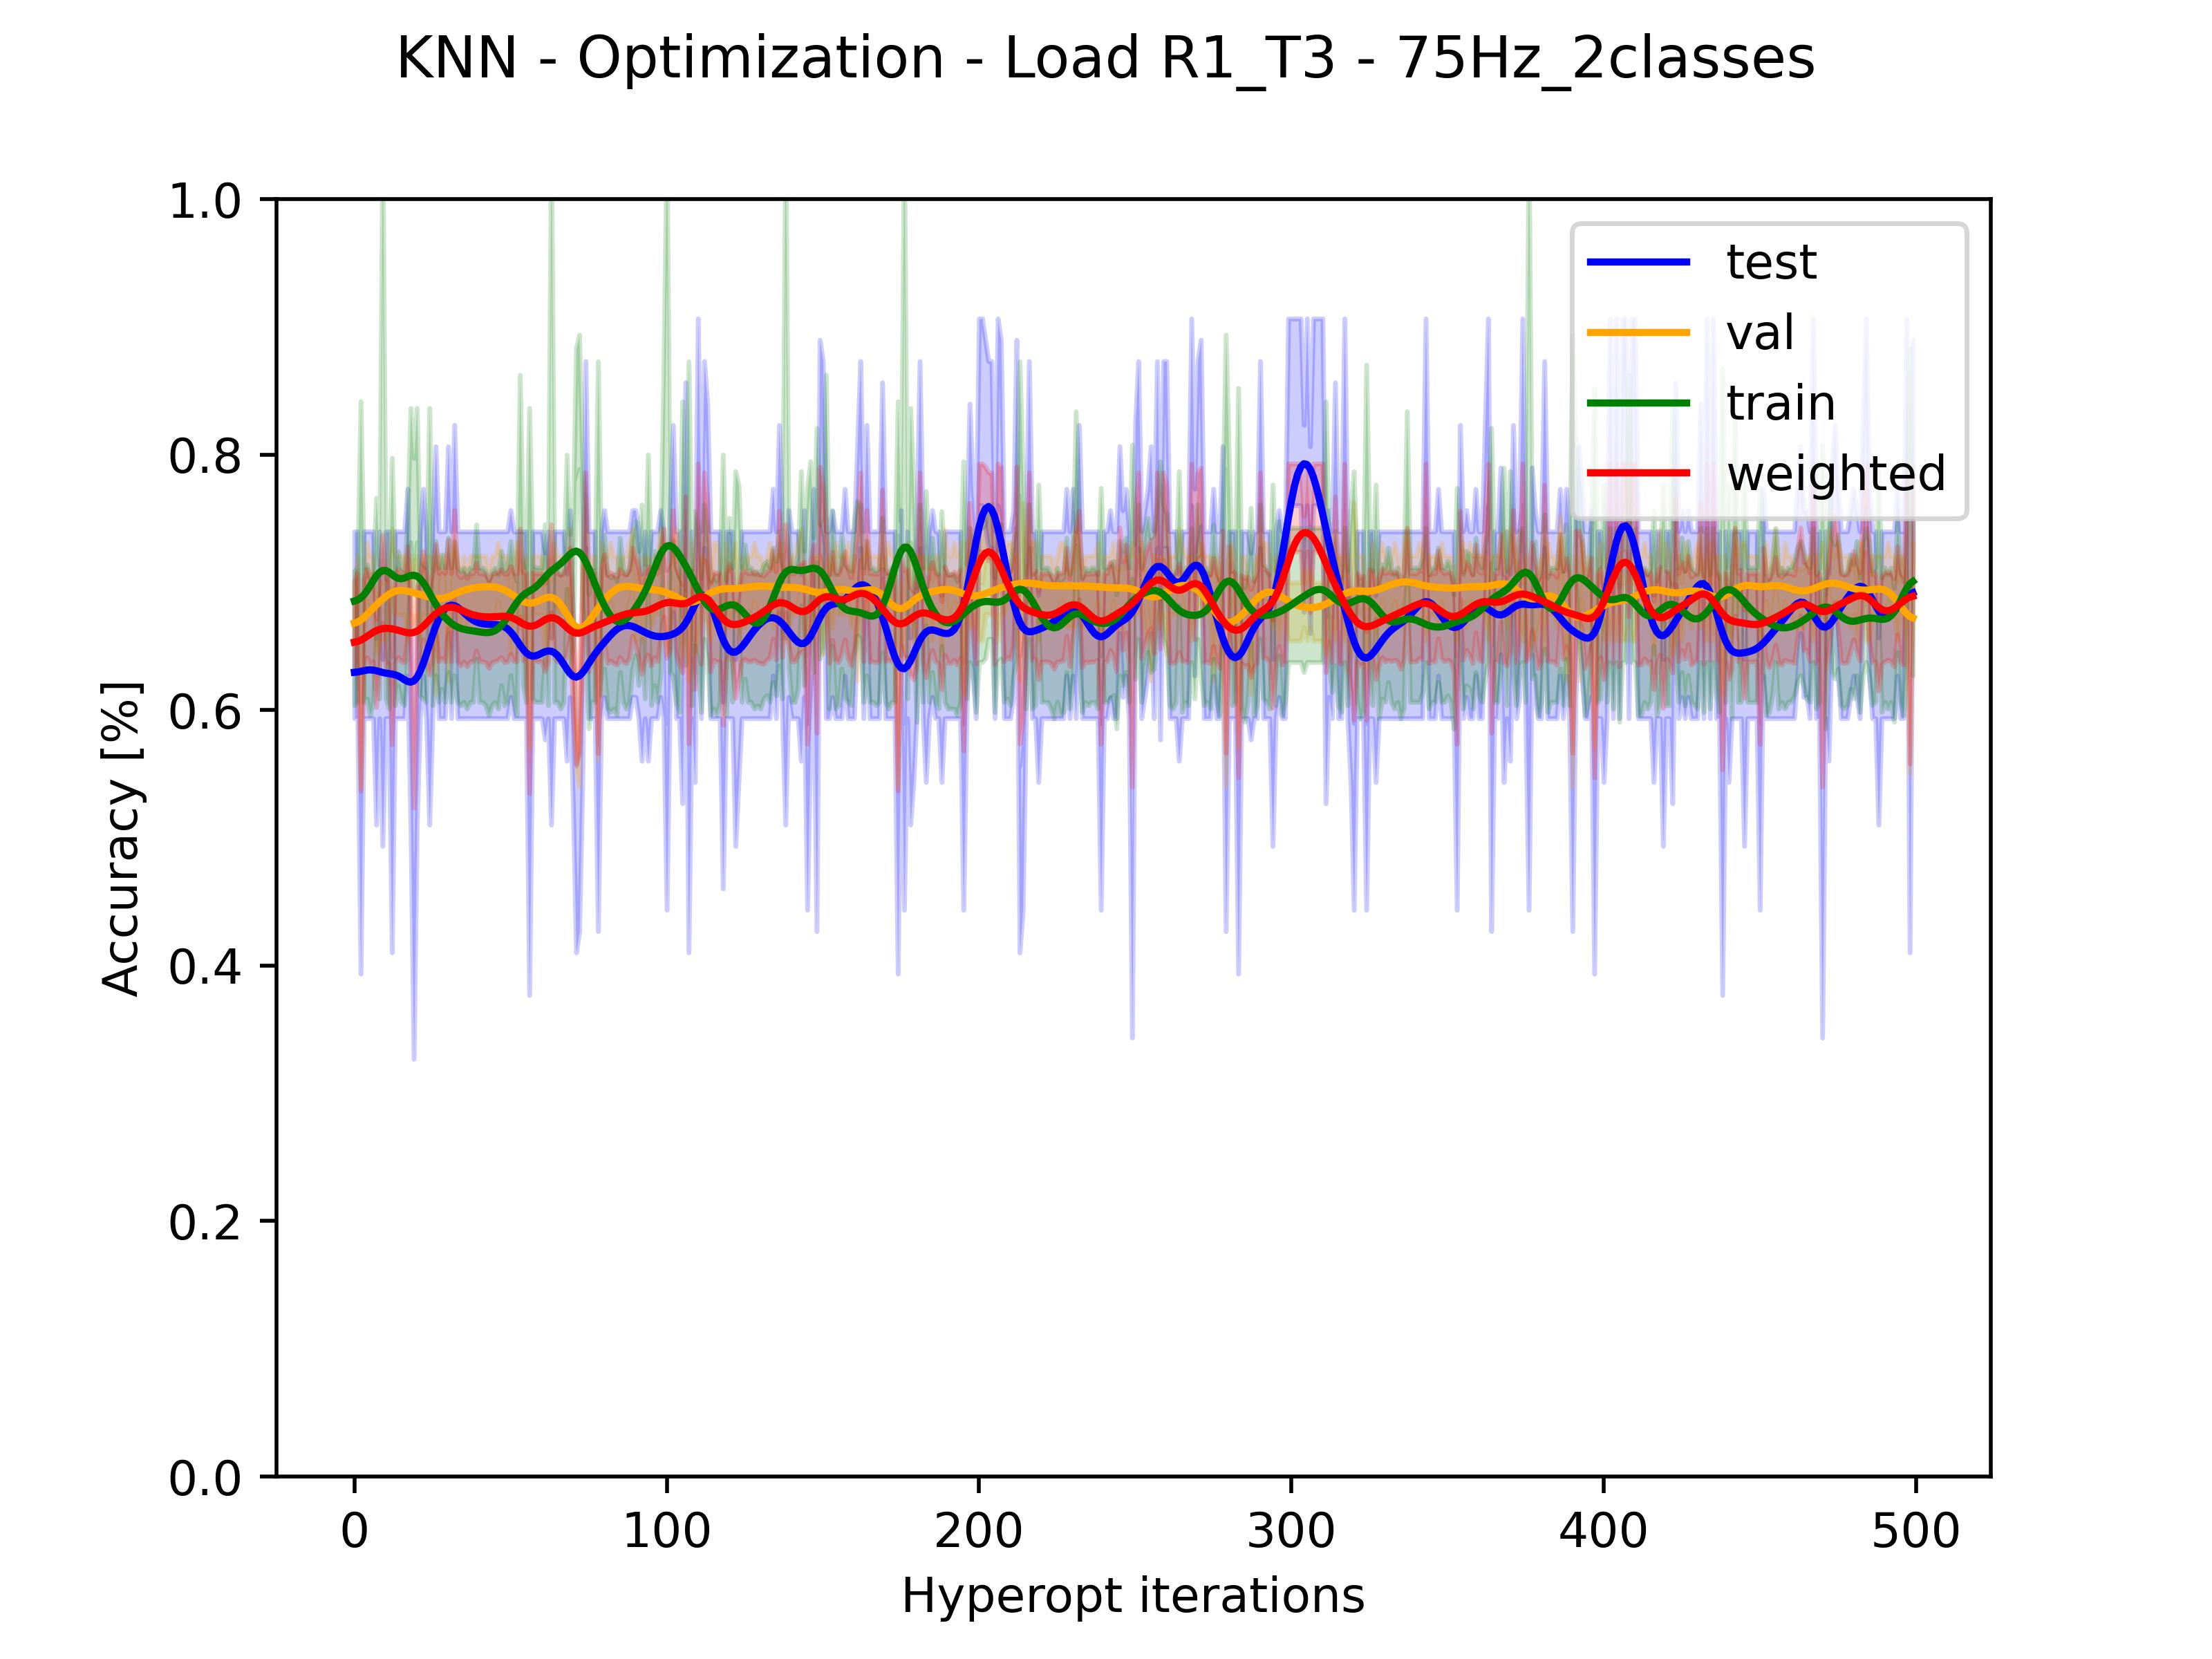 KNN - Optimization - Load R1_T3 - 75Hz_2classes
1.0
0.8
0.6
0.4
0.2
0.0
Accuracy [%]
test
val
train
weighted
0 100 200 300 400 500
Hyperopt iterations